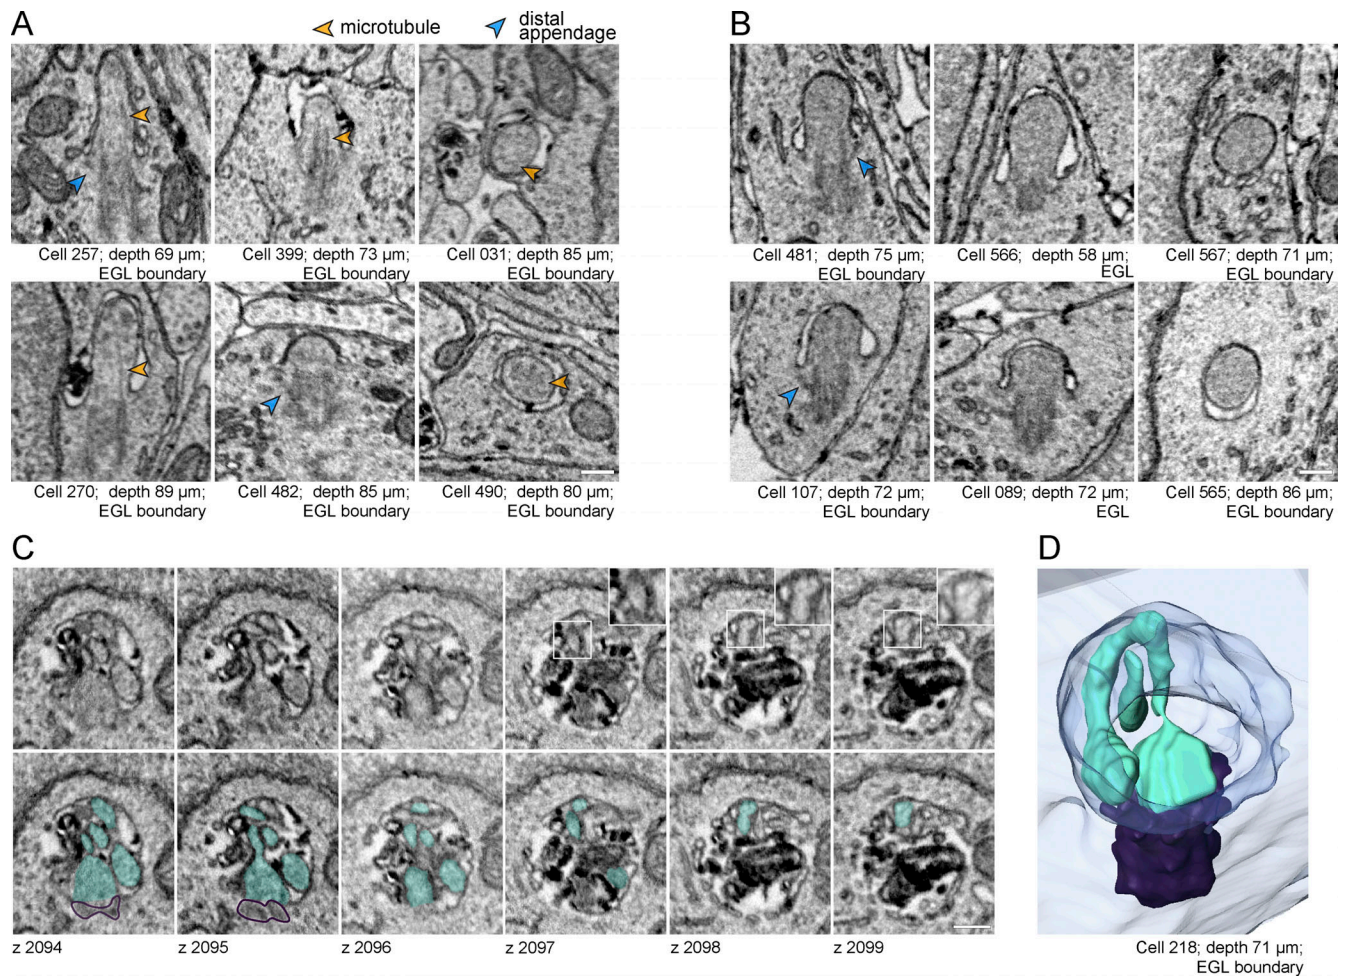 A
microtubule
distal
appendage
B
Cell 257; depth 69 µm;
EGL boundary
Cell 399; depth 73 µm;
EGL boundary
Cell 031; depth 85 µm;
EGL boundary
Cell 481; depth 75 µm;
EGL boundary
Cell 566; depth 58 µm;
EGL
Cell 567; depth 71 µm;
EGL boundary
Cell 270; depth 89 µm;
EGL boundary
Cell 482; depth 85 µm;
EGL boundary
Cell 490; depth 80 µm;
EGL boundary
Cell 107; depth 72 µm;
EGL boundary
Cell 089; depth 72 µm;
EGL
Cell 565; depth 86 µm;
EGL boundary
C
D
z 2094
z 2095
z 2096
z 2097
z 2098
z 2099
Cell 218; depth 71 µm;
EGL boundary